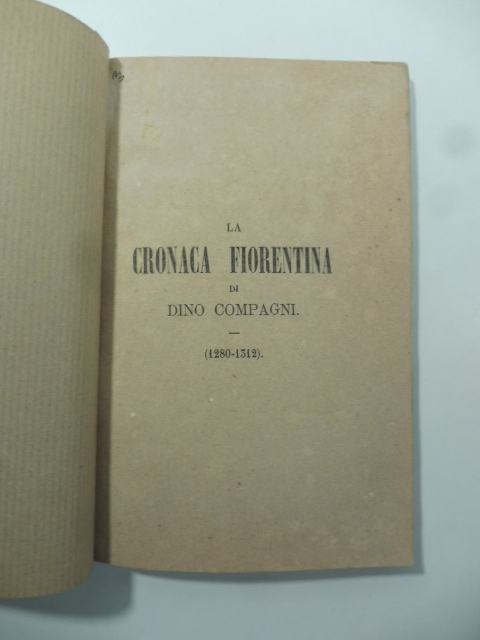 LA
CRONACA FIORENTINA
DI
DINO COMPAGNI.
(1280-1312).